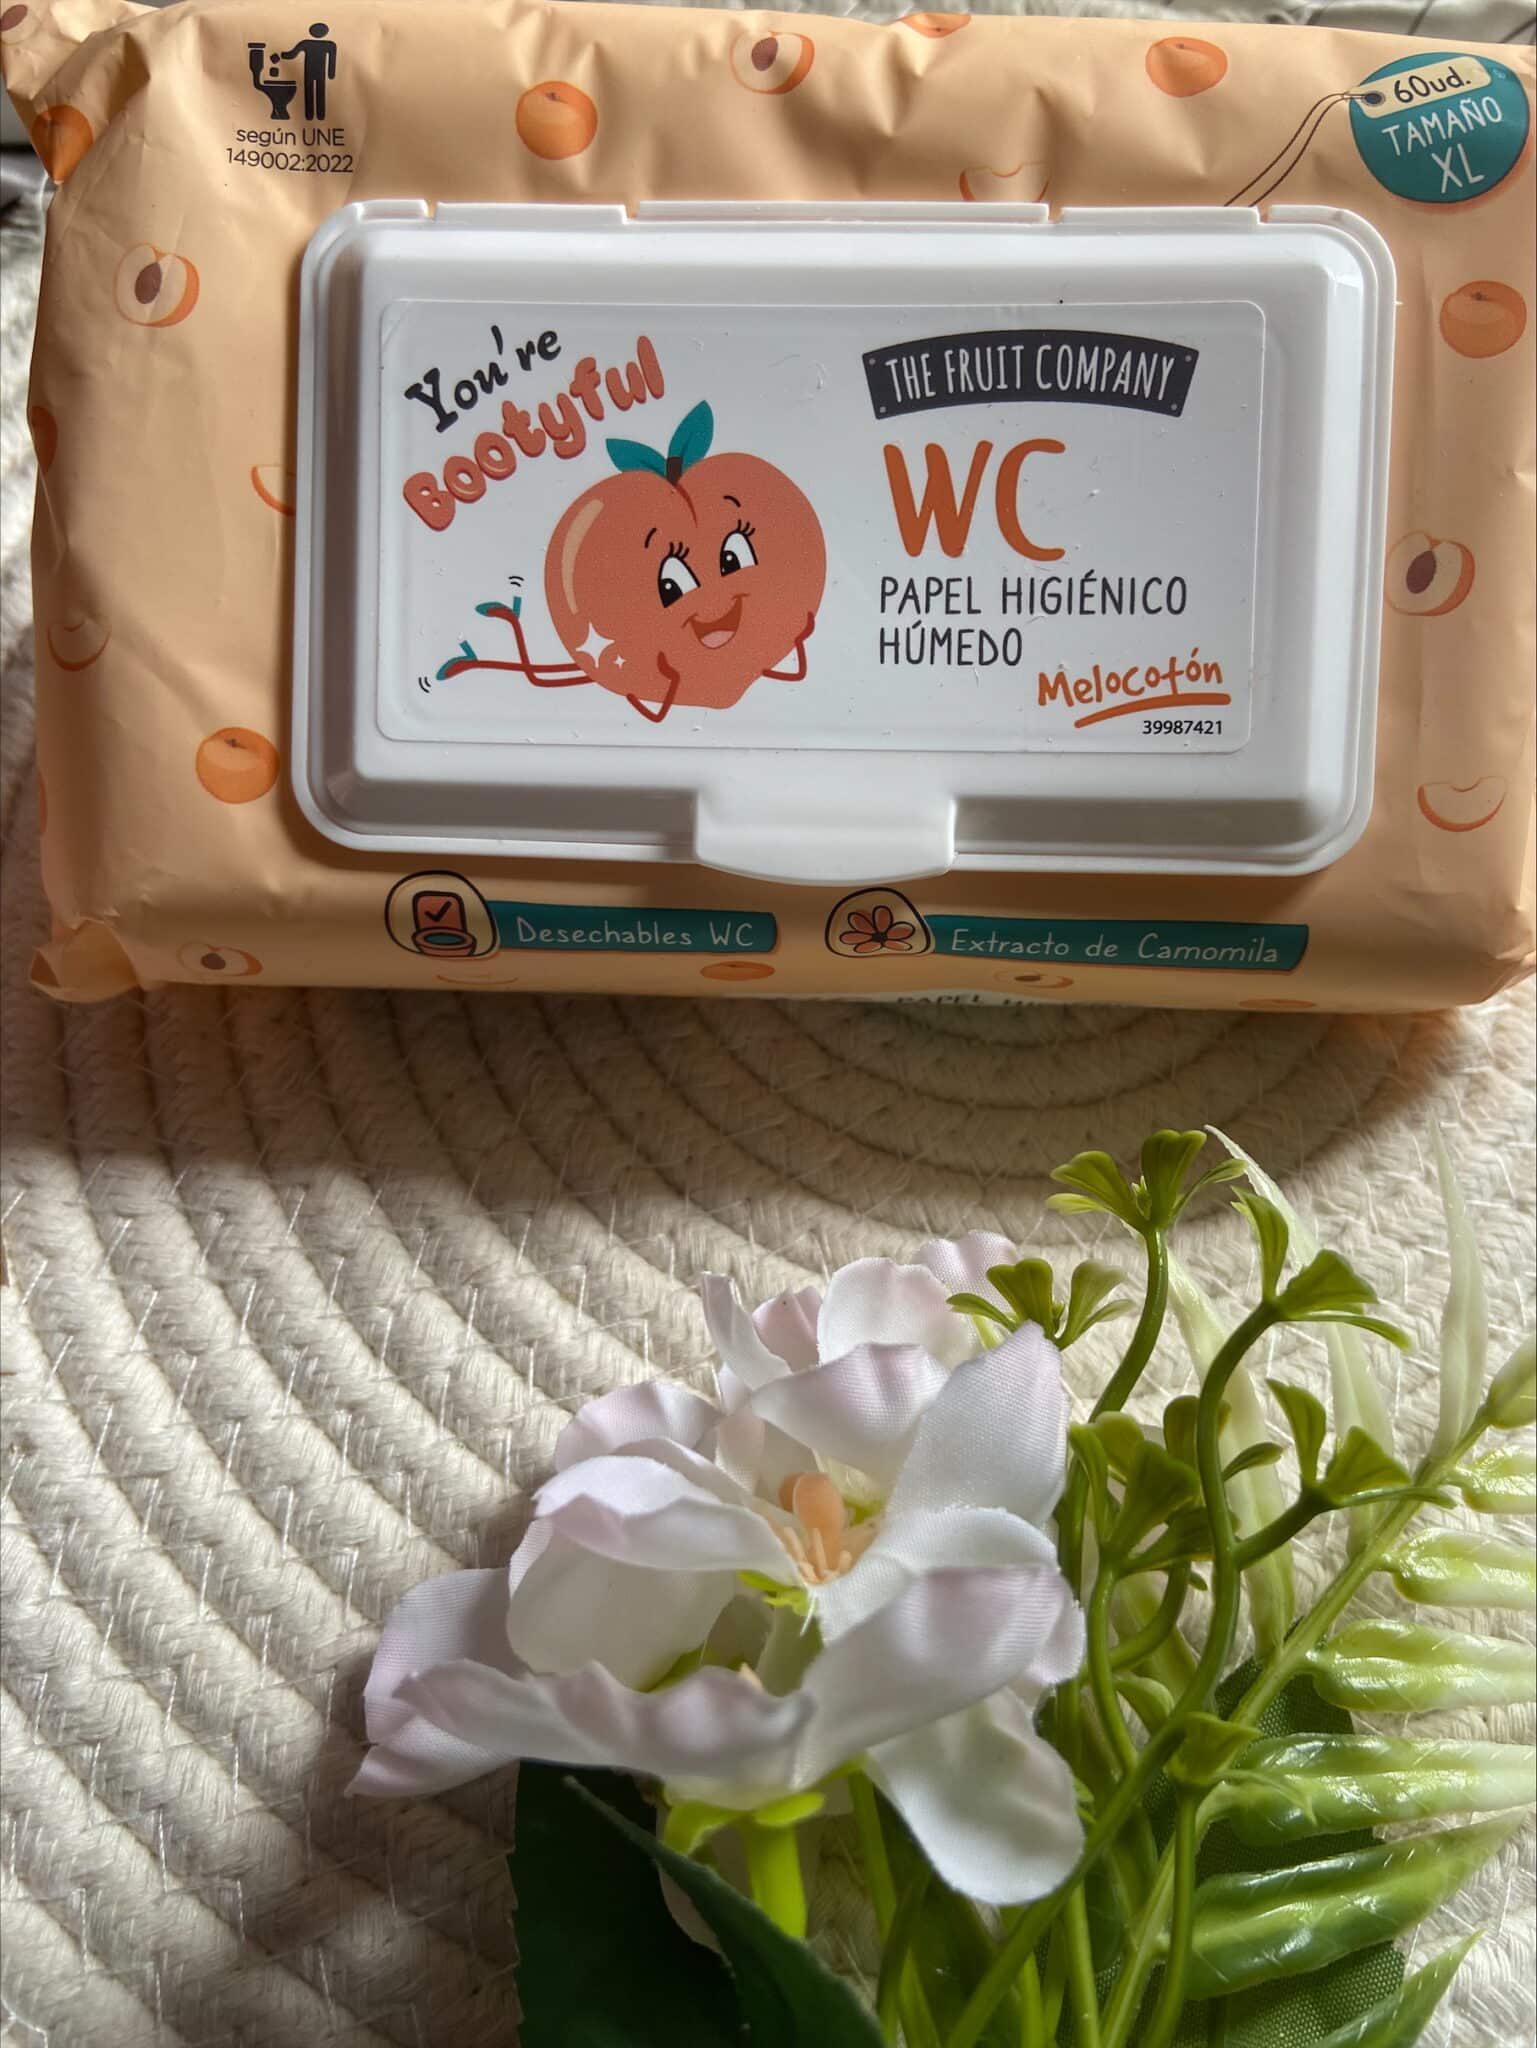 según UNE
149002:2022
60ud.
TAMAÑO
XL
You're
Bootyful
THE FRUIT COMPANY
WC
PAPEL HIGIÉNICO
HÚMEDO
Melocotón
39987421
Desechables WC
Extracto de Camomila
PAPEL